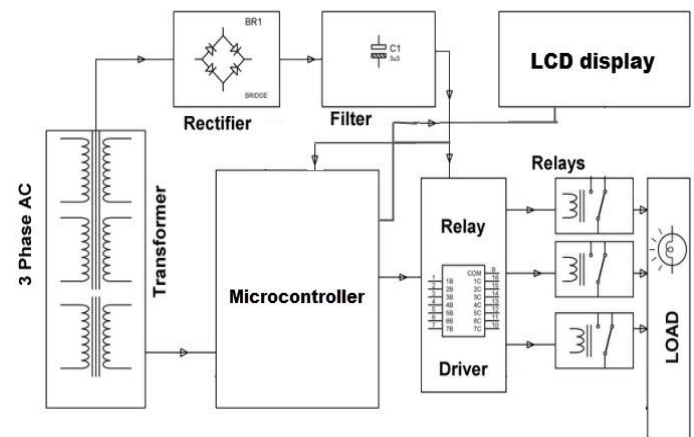 BR1
BRIDGE
Rectifier
C1
3u3
Filter
LCD display
3 Phase AC
Transformer
Microcontroller
Relay
COM
1B
2B
3B
4B
5B
6B
7B
1C
2C
3C
4C
5C
6C
7C
Driver
Relays
LOAD